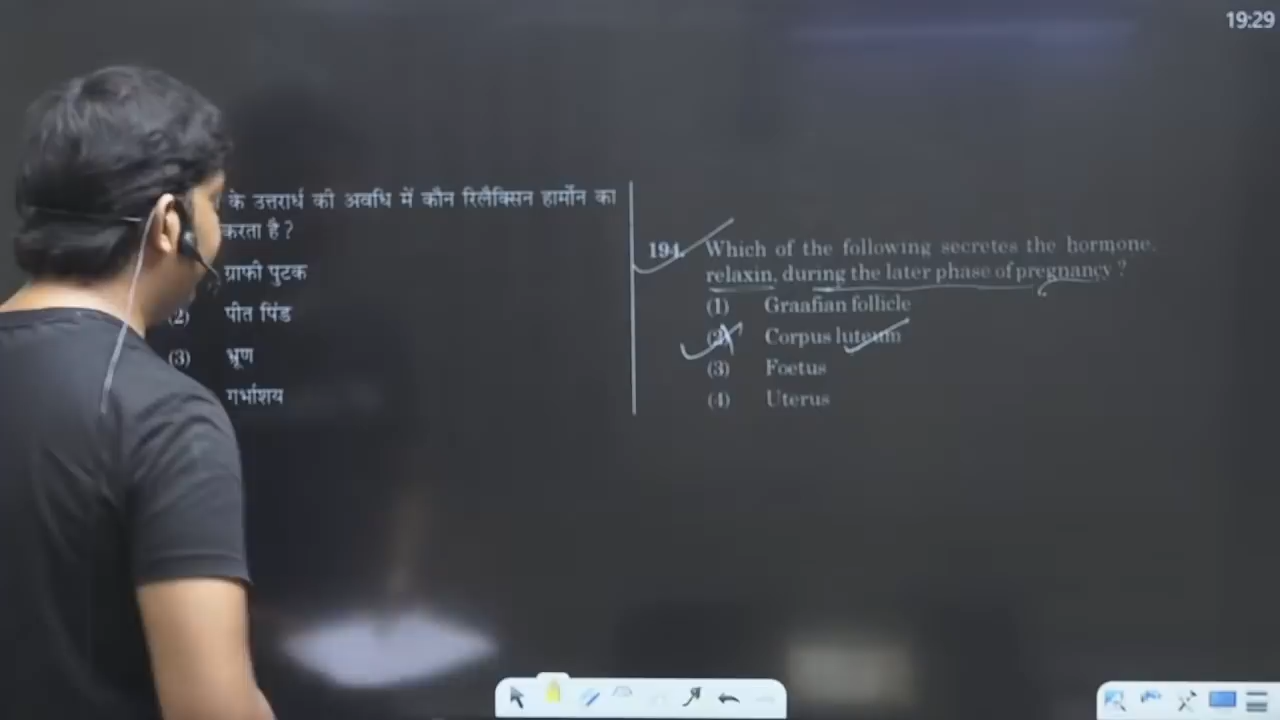 19:29
के उत्तरार्ध की अवधि में कौन रिलैक्सिन हार्मोन का
करता है ?
ग्राफी पुटक
(2) पीत पिंड
(3) भ्रूण
गर्भाशय
194. Which of the following secretes the hormone,
relaxin, during the later phase of pregnancy ?
(1) Graafian follicle
(2) Corpus luteum
(3) Foetus
(4) Uterus